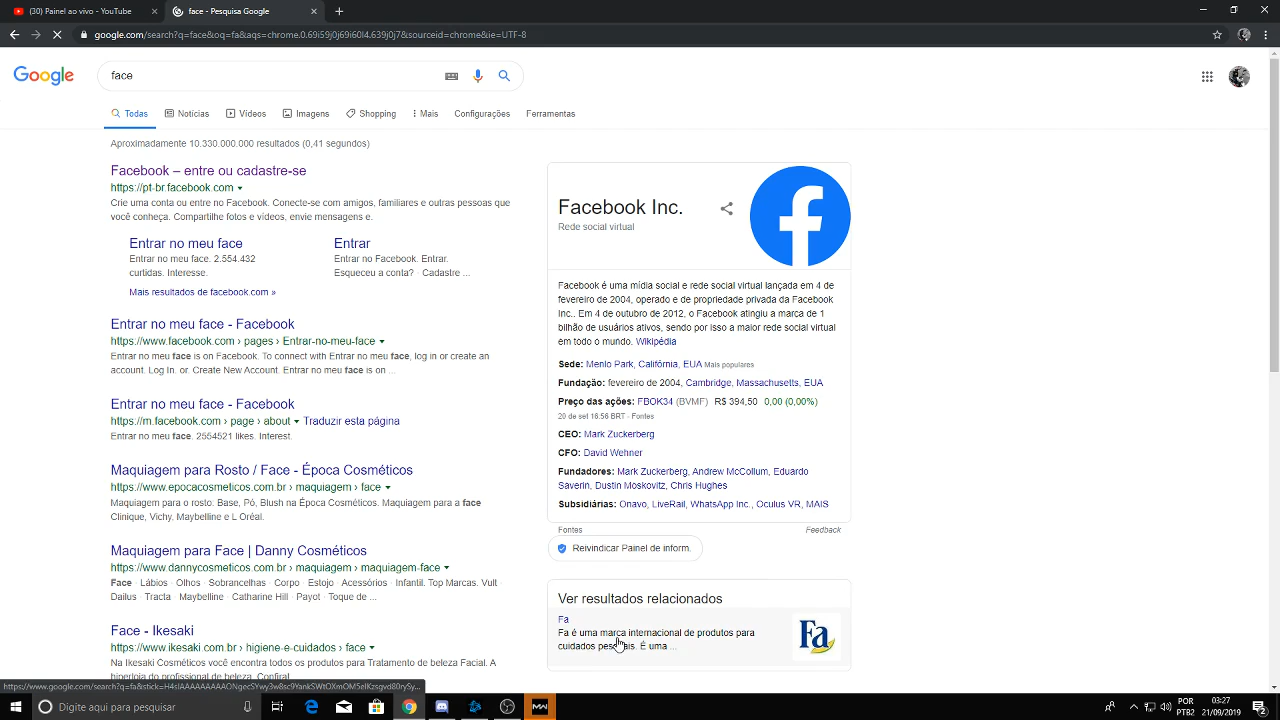 (30) Painel ao vivo - YouTube
face - Pesquisa Google
google.com/search?q=face&oq=fa&aqs=chrome.0.69i59j0j69i60l4.639j0j7&sourceid=chrome&ie=UTF-8
Google
face
Todas
Notícias
Vídeos
Imagens
Shopping
Mais
Configurações
Ferramentas
Aproximadamente 10.330.000.000 resultados (0,41 segundos)
Facebook – entre ou cadastre-se
https://pt-br.facebook.com
Crie uma conta ou entre no Facebook. Conecte-se com amigos, familiares e outras pessoas que
você conheça. Compartilhe fotos e vídeos, envie mensagens e.
Entrar no meu face
Entrar no meu face. 2.554.432
curtidas. Interesse.
Entrar
Entrar no Facebook. Entrar.
Esqueceu a conta? · Cadastre ...
Mais resultados de facebook.com »
Entrar no meu face - Facebook
https://www.facebook.com › pages › Entrar-no-meu-face
Entrar no meu face is on Facebook. To connect with Entrar no meu face, log in or create an
account. Log In. or. Create New Account. Entrar no meu face is on ...
Entrar no meu face - Facebook
https://m.facebook.com › page › about Traduzir esta página
Entrar no meu face. 2554521 likes. Interest.
Maquiagem para Rosto / Face - Época Cosméticos
https://www.epocacosmeticos.com.br › maquiagem › face
Maquiagem para o rosto: Base, Pó, Blush na Época Cosméticos. Maquiagem para a face
Clinique, Vichy, Maybelline e L Oréal.
Maquiagem para Face | Danny Cosméticos
https://www.dannycosmeticos.com.br › maquiagem › maquiagem-face
Face · Lábios · Olhos · Sobrancelhas · Corpo · Estojo · Acessórios · Infantil. Top Marcas. Vult ·
Dailus · Tracta · Maybelline · Catharine Hill · Payot · Toque de ...
Face - Ikesaki
https://www.ikesaki.com.br › higiene-e-cuidados › face
Na Ikesaki Cosméticos você encontra todos os produtos para Tratamento de beleza Facial. A
hiperloja do profissional de beleza. Confira!
Facebook Inc.
Rede social virtual
Facebook é uma mídia social e rede social virtual lançada em 4 de
fevereiro de 2004, operado e de propriedade privada da Facebook
Inc.. Em 4 de outubro de 2012, o Facebook atingiu a marca de 1
bilhão de usuários ativos, sendo por isso a maior rede social virtual
em todo o mundo. Wikipédia
Sede: Menlo Park, Califórnia, EUA Mais populares
Fundação: fevereiro de 2004, Cambridge, Massachusetts, EUA
Preço das ações: FBOK34 (BVMF) R$ 394,50 0,00 (0,00%)
20 de set 16:56 BRT - Fontes
CEO: Mark Zuckerberg
CFO: David Wehner
Fundadores: Mark Zuckerberg, Andrew McCollum, Eduardo
Saverin, Dustin Moskovitz, Chris Hughes
Subsidiárias: Onavo, LiveRail, WhatsApp Inc., Oculus VR, MAIS
Fontes
Feedback
Reivindicar Painel de inform.
Ver resultados relacionados
Fa
Fa é uma marca internacional de produtos para
cuidados pessoais. É uma ...
Fa
Digite aqui para pesquisar
MW
POR
PTB2
03:27
21/09/2019
2